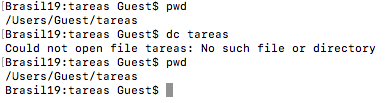 [Brasil19:tareas Guest$ pwd
/Users/Guest/tareas
[Brasil19:tareas Guest$ dc tareas
Could not open file tareas: No such file or directory
[Brasil19:tareas Guest$ pwd
/Users/Guest/tareas
Brasil19:tareas Guest$